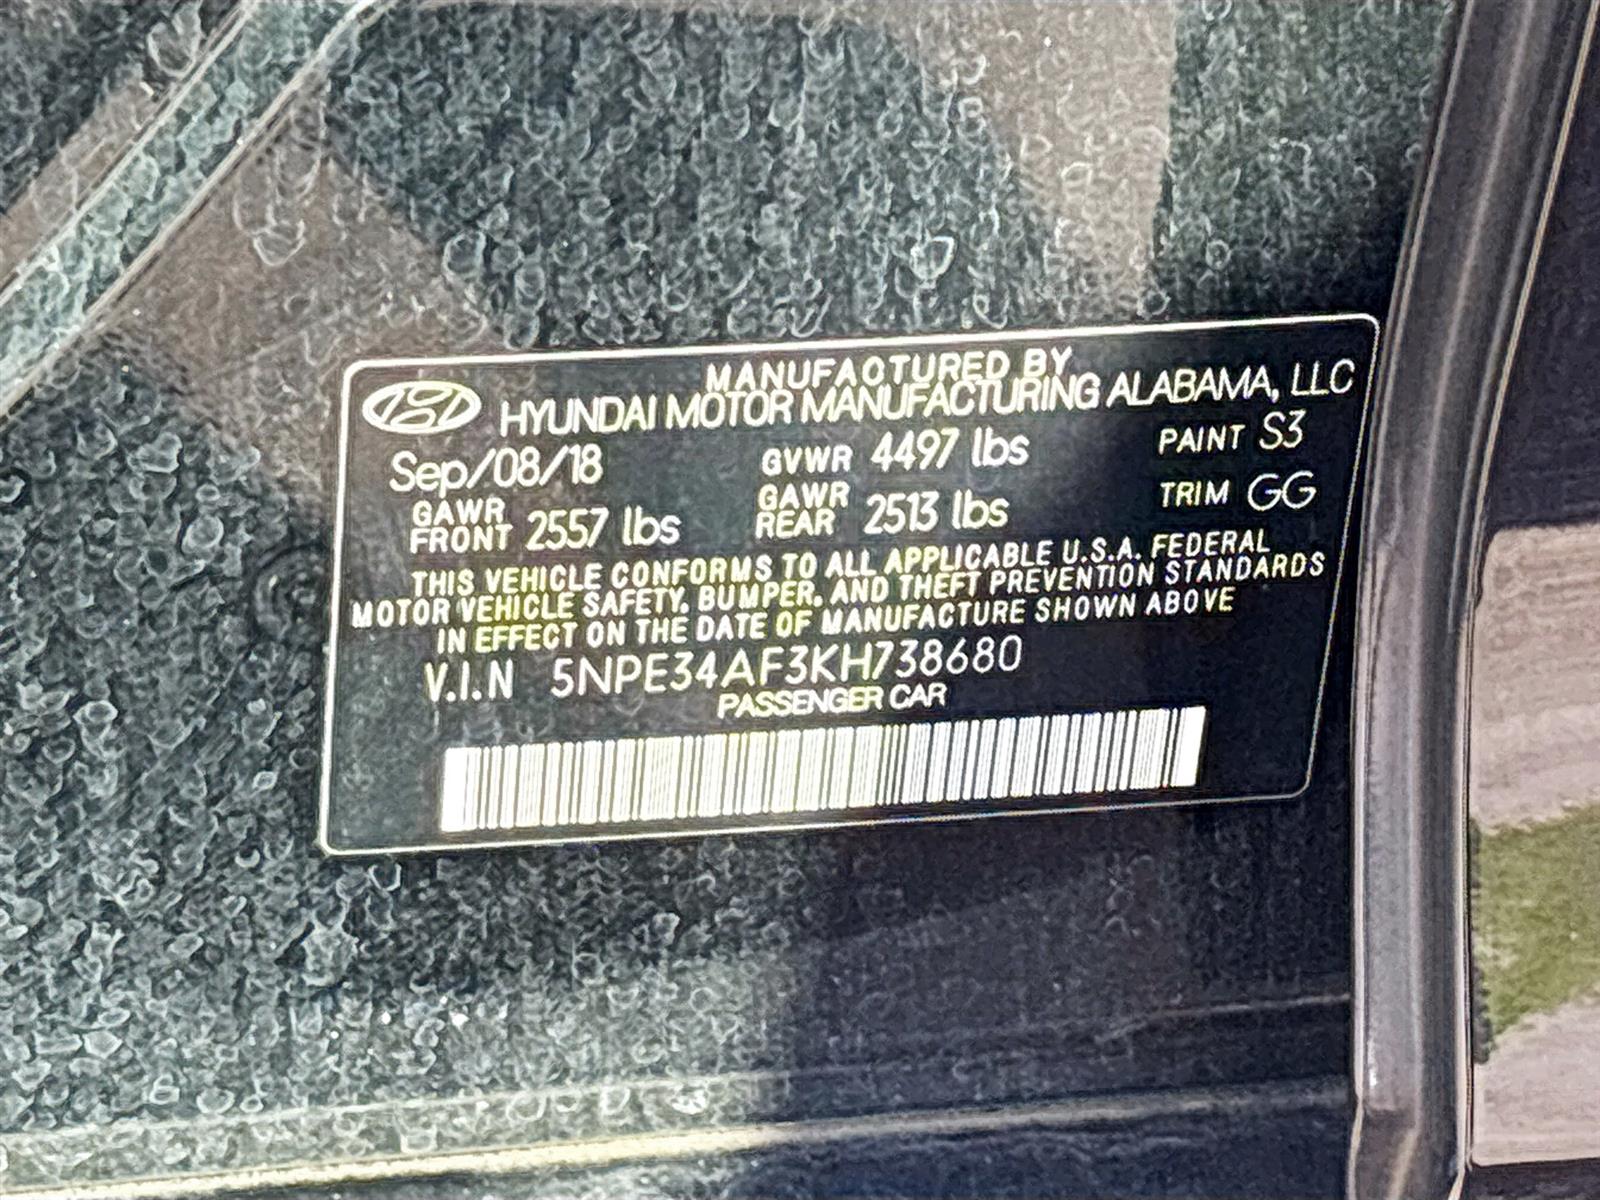 MANUFACTURED BY
HYUNDAI MOTOR MANUFACTURING ALABAMA, LLC
Sep/08/18 GVWR 4497 lbs PAINT S3
GAWR FRONT 2557 lbs GAWR REAR 2513 lbs TRIM GG
THIS VEHICLE CONFORMS TO ALL APPLICABLE U.S.A. FEDERAL
MOTOR VEHICLE SAFETY, BUMPER, AND THEFT PREVENTION STANDARDS
IN EFFECT ON THE DATE OF MANUFACTURE SHOWN ABOVE
V.I.N 5NPE34AF3KH738680
PASSENGER CAR